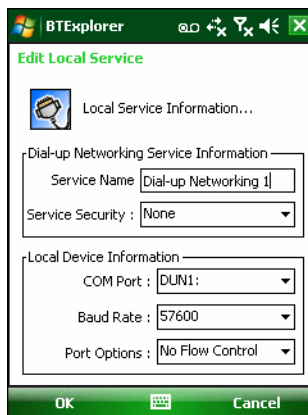 BTExplorer
Edit Local Service
Local Service Information...
Dial-up Networking Service Information
Service Name Dial-up Networking 1
Service Security : None
Local Device Information
COM Port : DUN1:
Baud Rate : 57600
Port Options : No Flow Control
OK Cancel